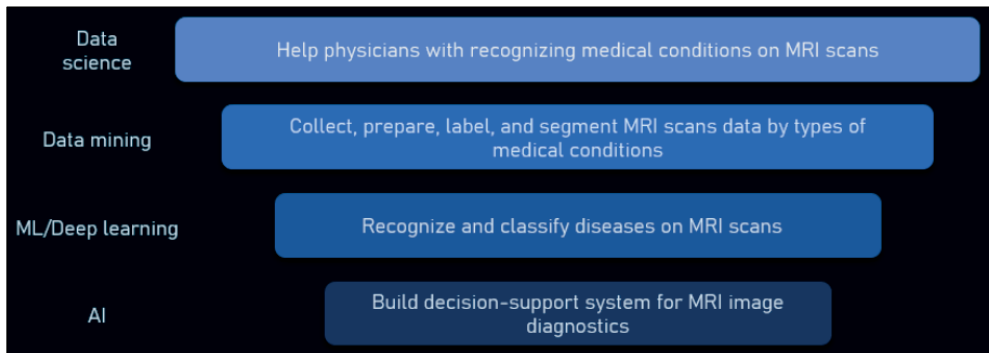 Data
science
Help physicians with recognizing medical conditions on MRI scans
Data mining
Collect, prepare, label, and segment MRI scans data by types of
medical conditions
ML/Deep learning
Recognize and classify diseases on MRI scans
AI
Build decision-support system for MRI image
diagnostics